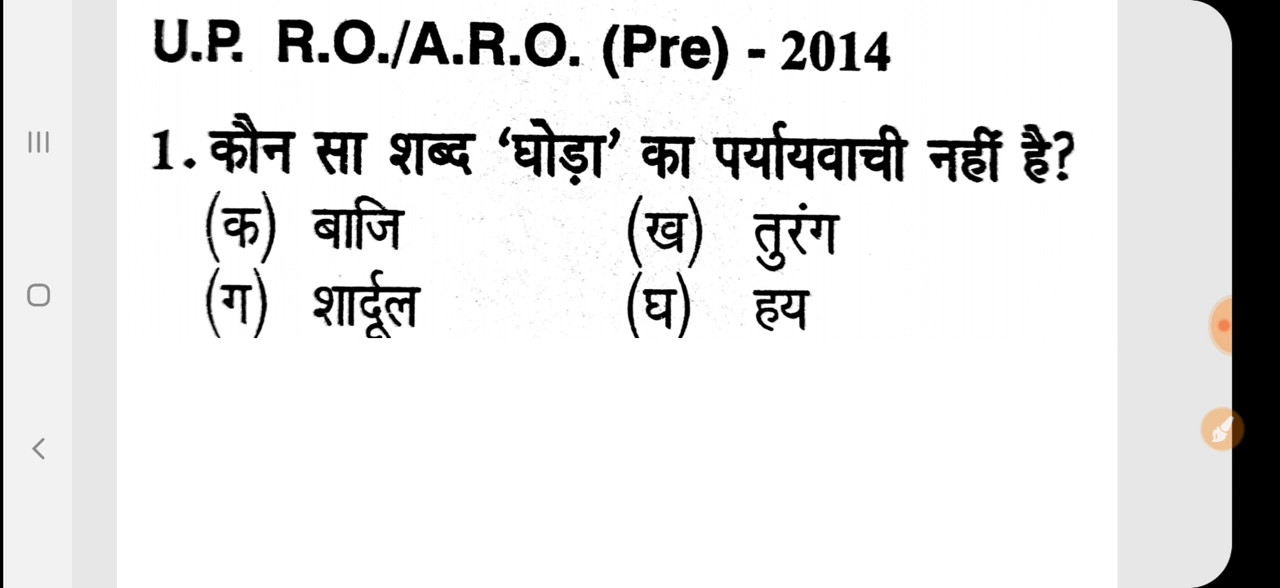 U.P. R.O./A.R.O. (Pre) - 2014
1. कौन सा शब्द ‘घोड़ा’ का पर्यायवाची नहीं है?
(क) बाजि (ख) तुरंग
(ग) शार्दूल (घ) हय